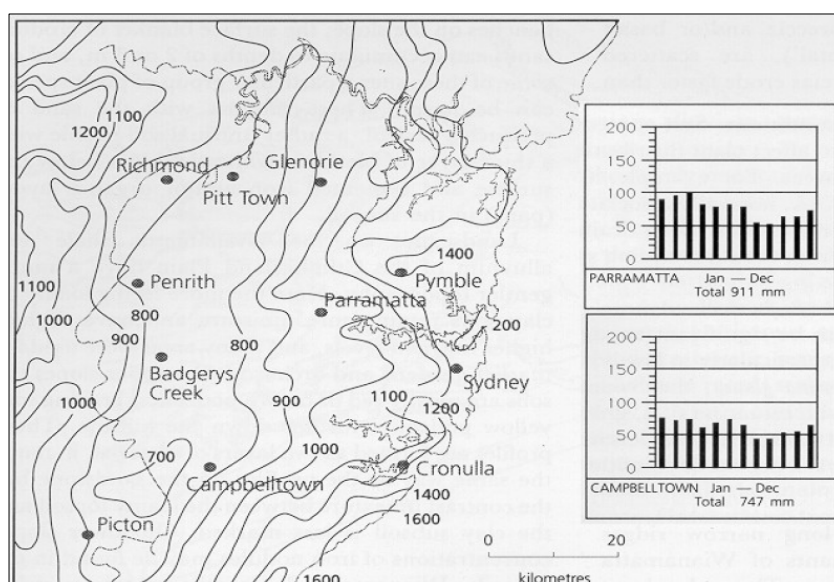 1100
1200
Richmond
Glenorie
Pitt Town
1400
Pymble
1100
Penrith
1000
800
Parramatta
200
900
800
Badgerys
Creek
Sydney
1000
900
1100
1200
700
1000
Campbelltown
Cronulla
1400
1600
Picton
1600
0
20
kilometres
200
150
100
50
0
PARRAMATTA Jan — Dec
Total 911 mm
200
150
100
50
0
CAMPBELLTOWN Jan — Dec
Total 747 mm